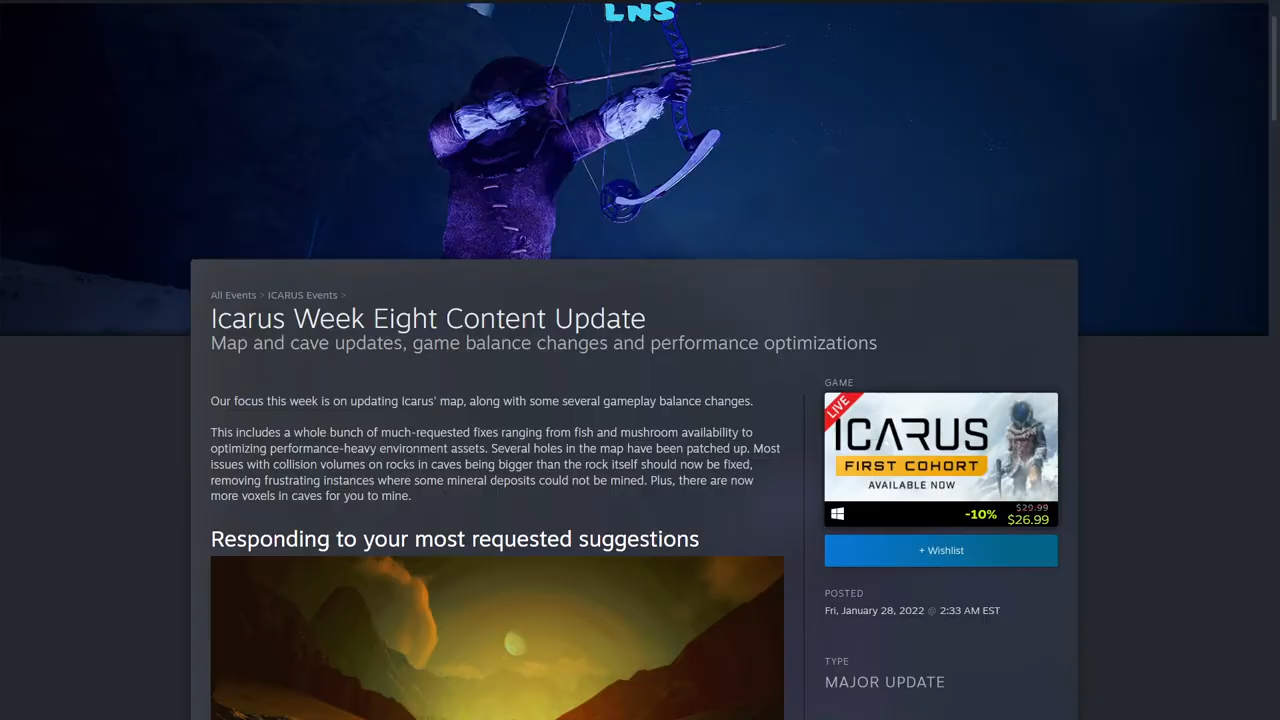 LNS
All Events > ICARUS Events >
Icarus Week Eight Content Update
Map and cave updates, game balance changes and performance optimizations
Our focus this week is on updating Icarus' map, along with some several gameplay balance changes.
This includes a whole bunch of much-requested fixes ranging from fish and mushroom availability to
optimizing performance-heavy environment assets. Several holes in the map have been patched up. Most
issues with collision volumes on rocks in caves being bigger than the rock itself should now be fixed,
removing frustrating instances where some mineral deposits could not be mined. Plus, there are now
more voxels in caves for you to mine.
Responding to your most requested suggestions
GAME
LIVE
ICARUS
FIRST COHORT
AVAILABLE NOW
-10%
$29.99
$26.99
+ Wishlist
POSTED
Fri, January 28, 2022 @ 2:33 AM EST
TYPE
MAJOR UPDATE